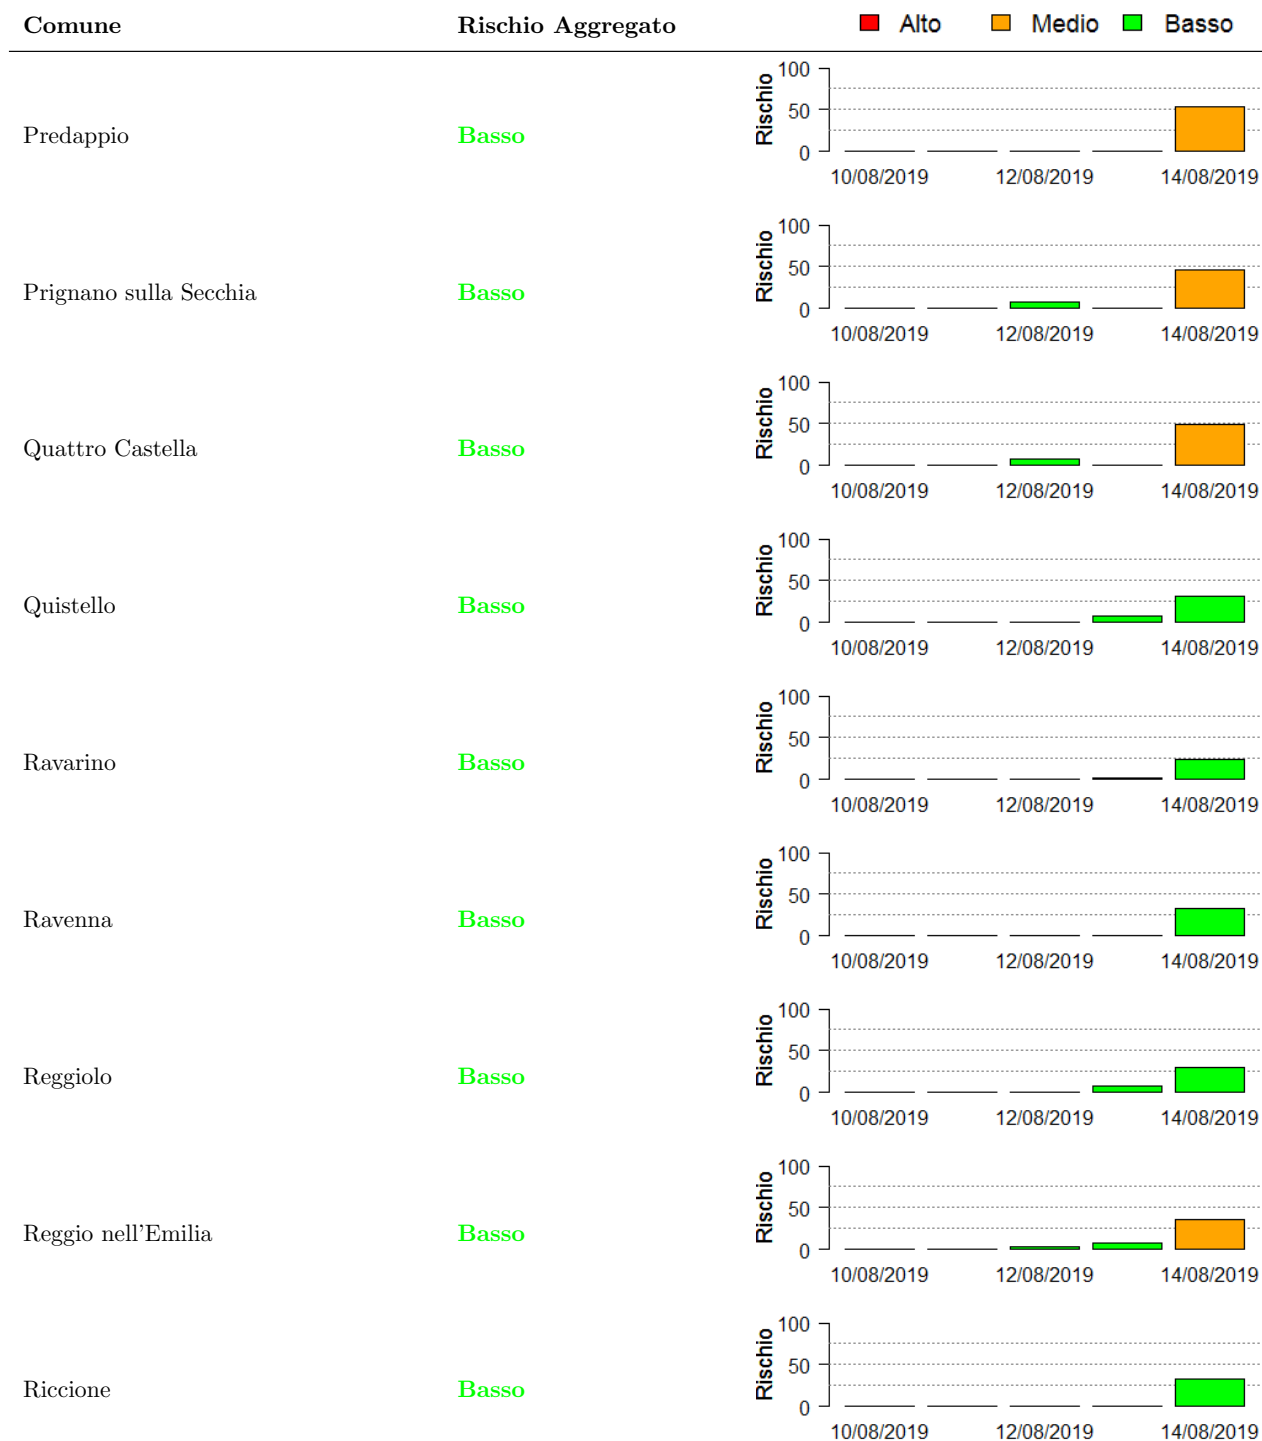 Comune Rischio Aggregato Alto Medio Basso
100
50
0
Rischio
Predappio Basso
10/08/2019 12/08/2019 14/08/2019
100
50
0
Rischio
Prignano sulla Secchia Basso
10/08/2019 12/08/2019 14/08/2019
100
50
0
Rischio
Quattro Castella Basso
10/08/2019 12/08/2019 14/08/2019
100
50
0
Rischio
Quistello Basso
10/08/2019 12/08/2019 14/08/2019
100
50
0
Rischio
Ravarino Basso
10/08/2019 12/08/2019 14/08/2019
100
50
0
Rischio
Ravenna Basso
10/08/2019 12/08/2019 14/08/2019
100
50
0
Rischio
Reggiolo Basso
10/08/2019 12/08/2019 14/08/2019
100
50
0
Rischio
Reggio nell'Emilia Basso
10/08/2019 12/08/2019 14/08/2019
100
50
0
Rischio
Riccione Basso
10/08/2019 12/08/2019 14/08/2019